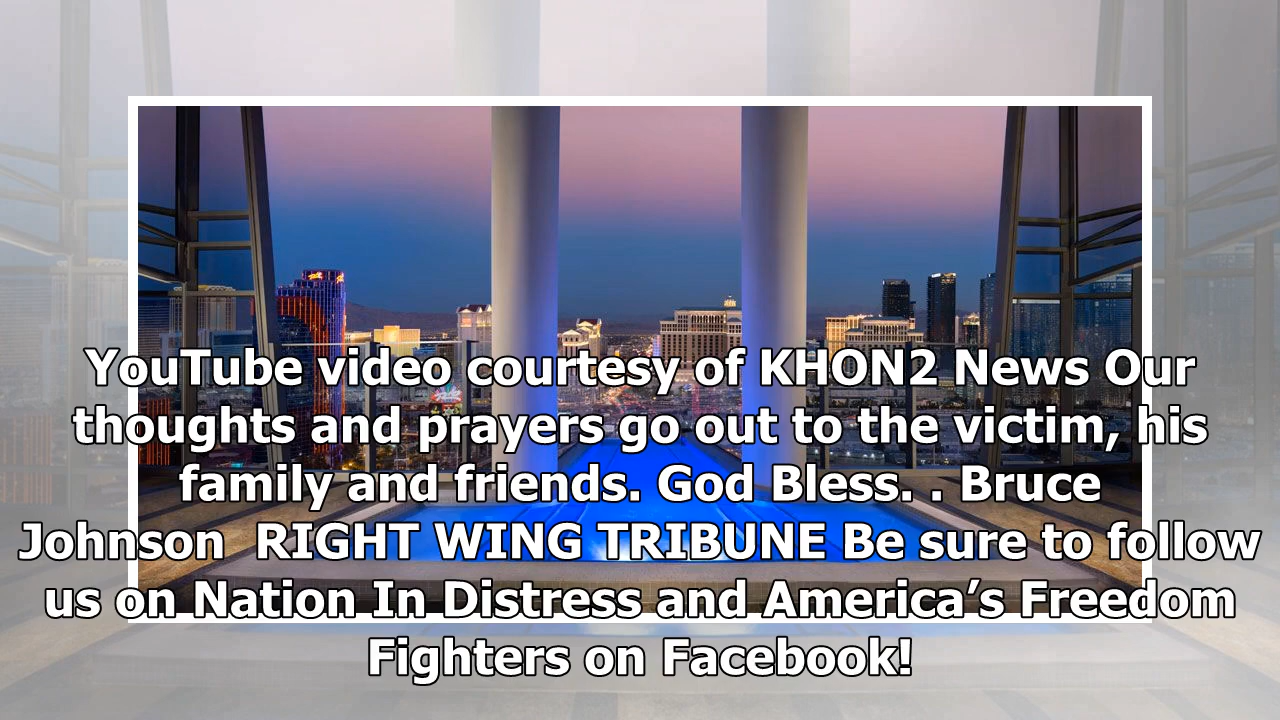 YouTube video courtesy of KHON2 News Our
thoughts and prayers go out to the victim, his
family and friends. God Bless. . Bruce
Johnson  RIGHT WING TRIBUNE Be sure to follow
us on Nation In Distress and America’s Freedom
Fighters on Facebook!